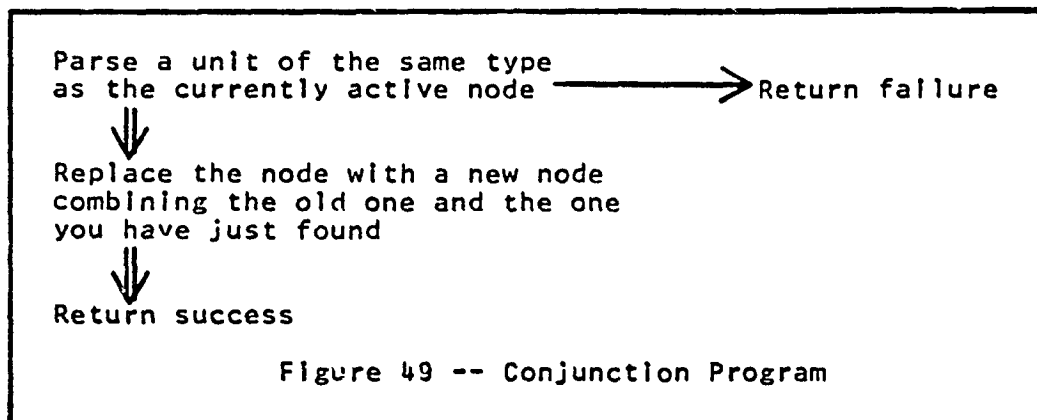 Parse a unit of the same type
as the currently active node
Return failure
Replace the node with a new node
combining the old one and the one
you have just found
Return success
Figure 49 -- Conjunction Program